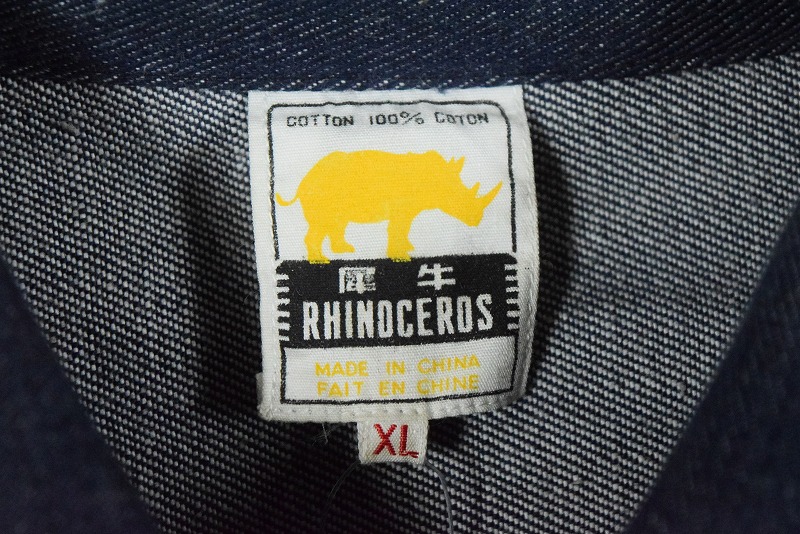 COTTON 100% COTON
犀牛
RHINOCEROS
MADE IN CHINA
FAIT EN CHINE
XL